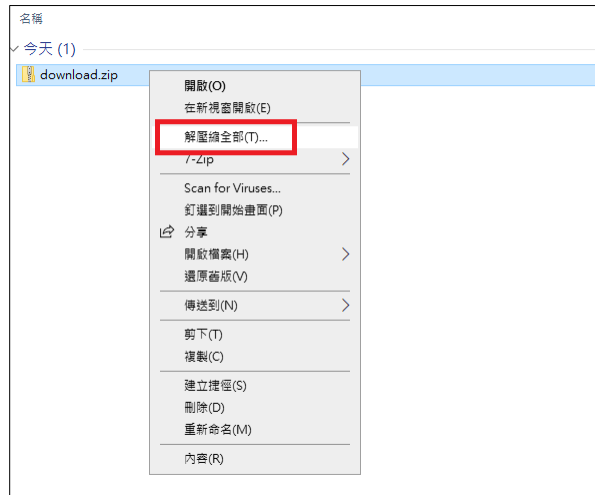 名稱
今天 (1)
download.zip
開啟(O)
在新視窗開啟(E)
解壓縮全部(T)...
7-Zip
Scan for Viruses...
釘選到開始畫面(P)
分享
開啟檔案(H)
還原舊版(V)
傳送到(N)
剪下(T)
複製(C)
建立捷徑(S)
刪除(D)
重新命名(M)
內容(R)